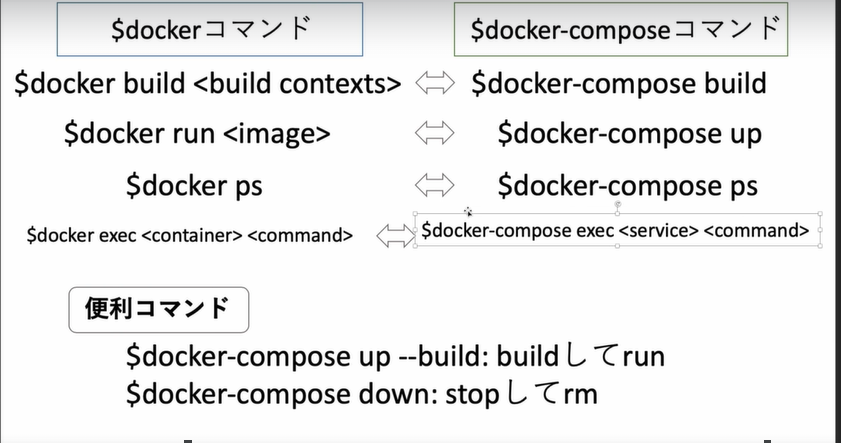 $dockerコマンド $docker-composeコマンド
$docker build <build contexts> $docker-compose build
$docker run <image> $docker-compose up
$docker ps $docker-compose ps
$docker exec <container> <command> $docker-compose exec <service> <command>
便利コマンド
$docker-compose up --build: buildしてrun
$docker-compose down: stopしてrm